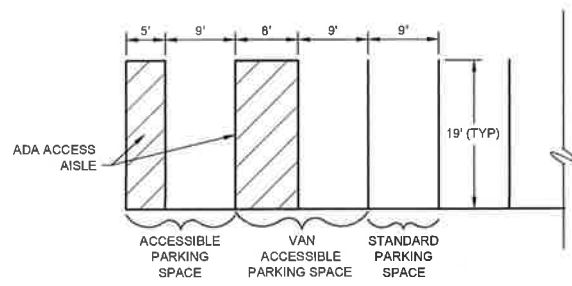 5' 9' 8' 9' 9'
19' (TYP)
ADA ACCESS
AISLE
ACCESSIBLE
PARKING
SPACE
VAN
ACCESSIBLE
PARKING SPACE
STANDARD
PARKING
SPACE